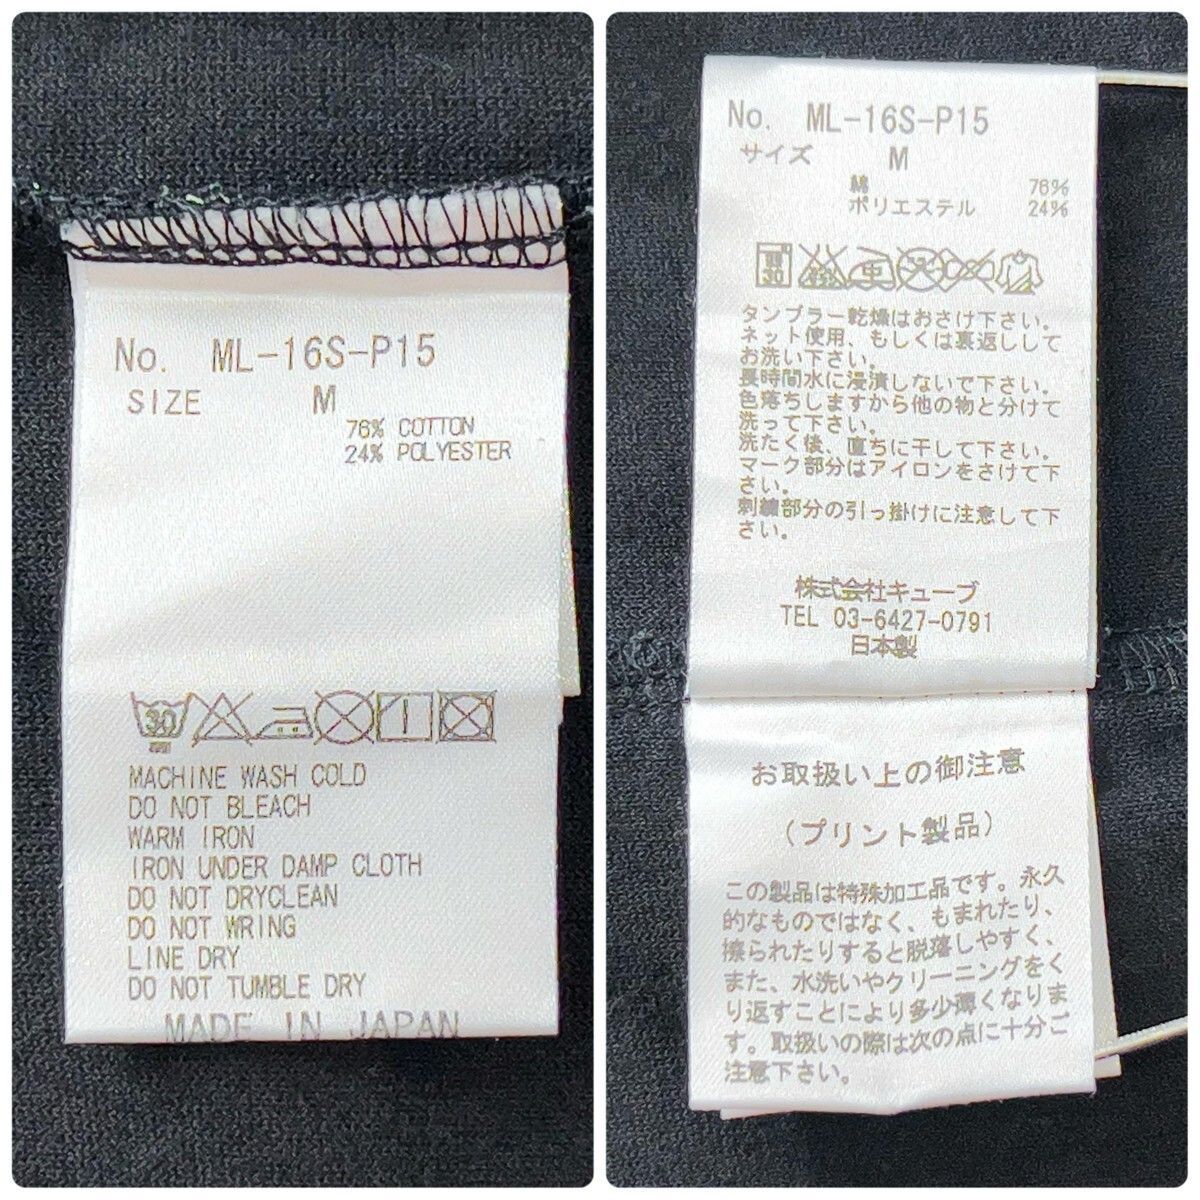 No. ML-16S-P15
SIZE M
76% COTTON
24% POLYESTER
30
MACHINE WASH COLD
DO NOT BLEACH
WARM IRON
IRON UNDER DAMP CLOTH
DO NOT DRYCLEAN
DO NOT WRING
LINE DRY
DO NOT TUMBLE DRY
MADE IN JAPAN
No. ML-16S-P15
サイズ M
綿 76%
ポリエステル 24%
30 中
タンブラー乾燥はおさけ下さい。
ネット使用、もしくは裏返しして
お洗い下さい。
長時間水に浸漬しないで下さい。
色落ちしますから他の物と分けて
洗って下さい。
洗たく後、直ちに干して下さい。
マーク部分はアイロンをさけて下
さい。
刺繍部分の引っ掛けに注意して下
さい。
株式会社キューブ
TEL 03-6427-0791
日本製
お取扱い上の御注意
(プリント製品)
この製品は特殊加工品です。永久
的なものではなく、もまれたり、
擦られたりすると脱落しやすく、
また、水洗いやクリーニングをく
り返すことにより多少薄くなりま
す。取扱いの際は次の点に十分ご
注意下さい。